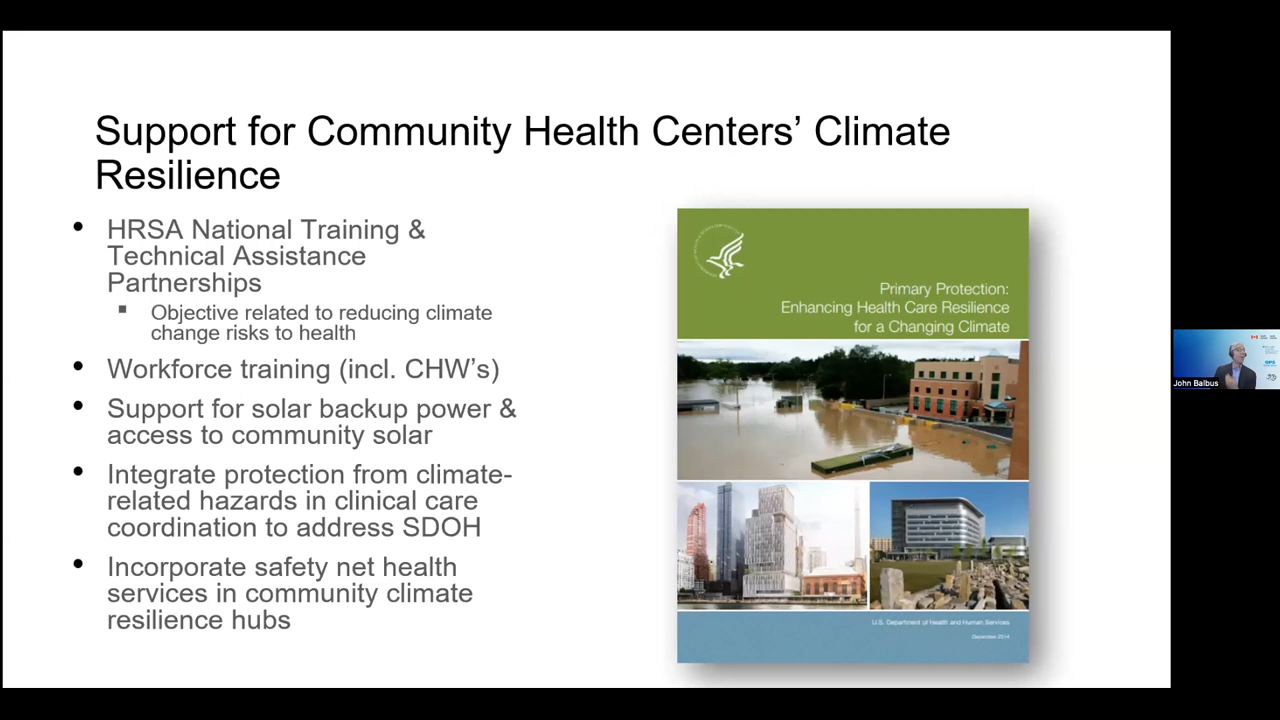 Support for Community Health Centers’ Climate
Resilience
• HRSA National Training &
Technical Assistance
Partnerships
▪ Objective related to reducing climate
change risks to health
• Workforce training (incl. CHW’s)
• Support for solar backup power &
access to community solar
• Integrate protection from climate-
related hazards in clinical care
coordination to address SDOH
• Incorporate safety net health
services in community climate
resilience hubs
Primary Protection:
Enhancing Health Care Resilience
for a Changing Climate
U.S. Department of Health and Human Services
December 2014
John Balbus